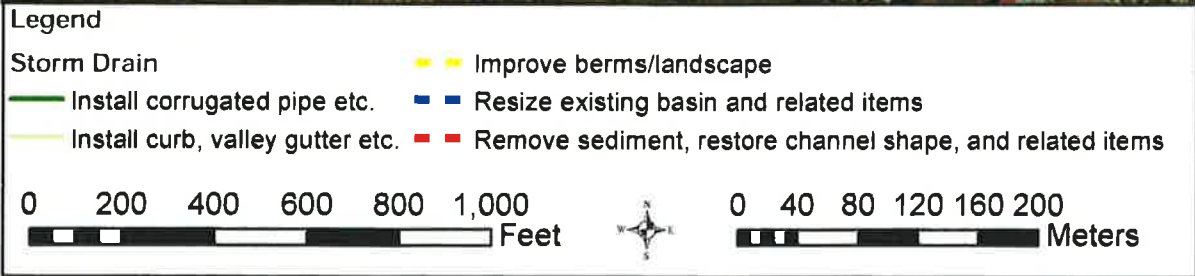 Legend
Storm Drain
Improve berms/landscape
Install corrugated pipe etc.
Resize existing basin and related items
Install curb, valley gutter etc.
Remove sediment, restore channel shape, and related items
0 200 400 600 800 1,000
Feet
N
W E
S
0 40 80 120 160 200
Meters